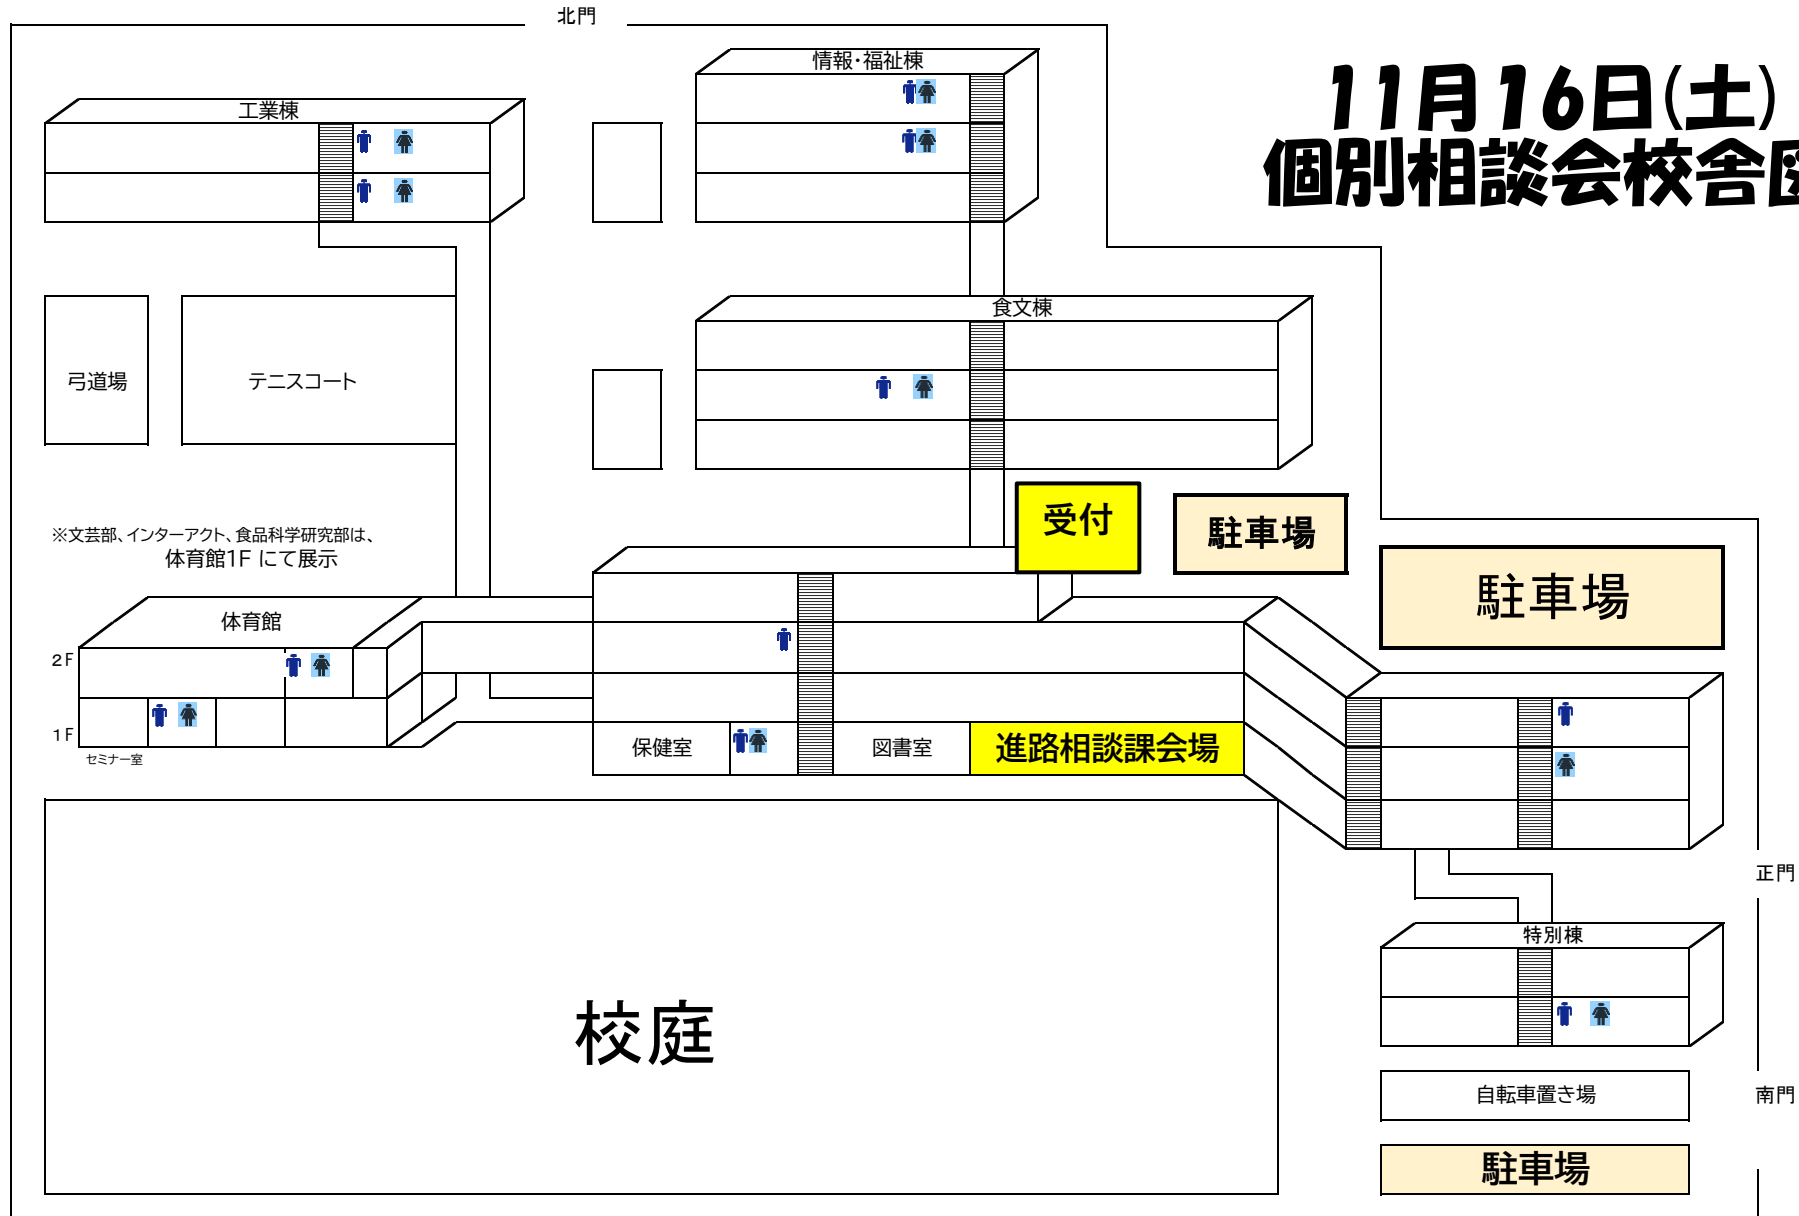 北門
11月16日(土)
個別相談会校舎図
情報・福祉棟
工業棟
食文棟
弓道場
テニスコート
受付
駐車場
※文芸部、インターアクト、食品科学研究部は、
体育館1F にて展示
駐車場
体育館
2F
1F
セミナー室
保健室
図書室
進路相談課会場
正門
特別棟
校庭
自転車置き場
南門
駐車場